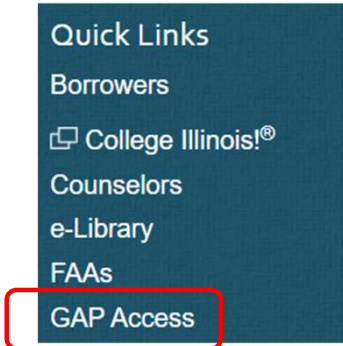 Quick Links
Borrowers
College Illinois!®
Counselors
e-Library
FAAs
GAP Access